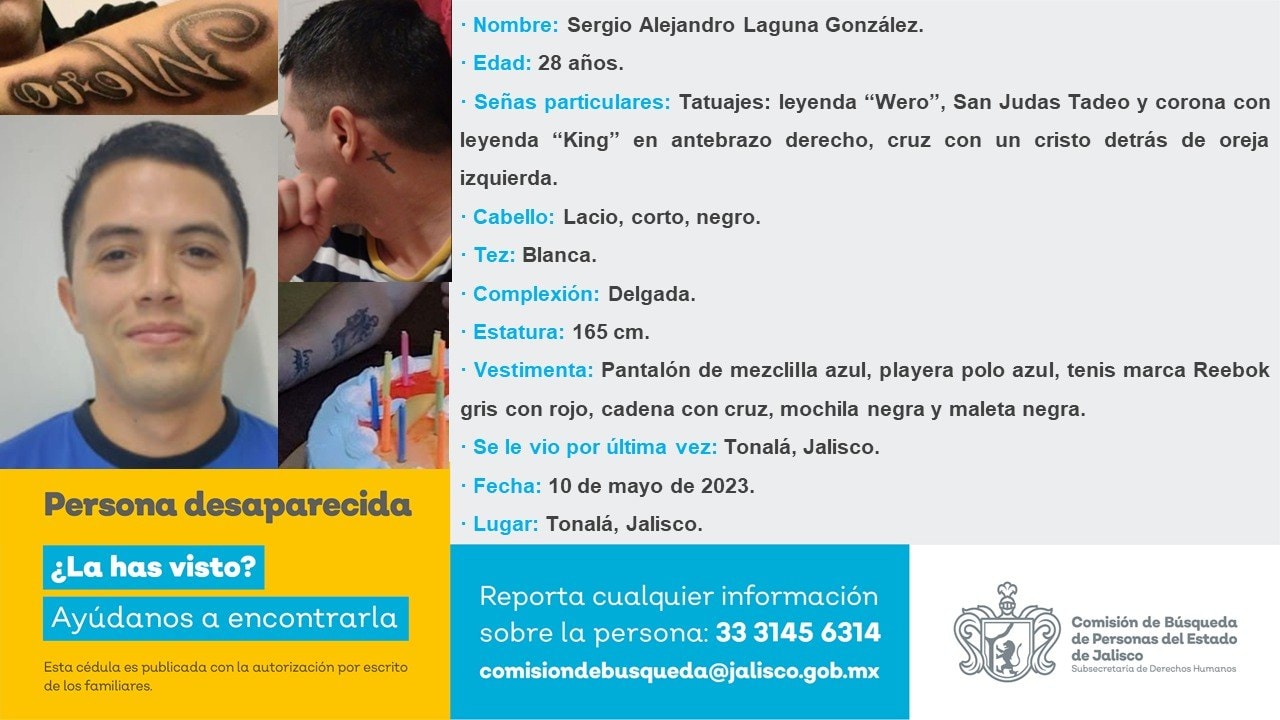 Wero
· Nombre: Sergio Alejandro Laguna González.
· Edad: 28 años.
· Señas particulares: Tatuajes: leyenda “Wero”, San Judas Tadeo y corona con
leyenda “King” en antebrazo derecho, cruz con un cristo detrás de oreja
izquierda.
· Cabello: Lacio, corto, negro.
· Tez: Blanca.
· Complexión: Delgada.
· Estatura: 165 cm.
· Vestimenta: Pantalón de mezclilla azul, playera polo azul, tenis marca Reebok
gris con rojo, cadena con cruz, mochila negra y maleta negra.
· Se le vio por última vez: Tonalá, Jalisco.
· Fecha: 10 de mayo de 2023.
· Lugar: Tonalá, Jalisco.
Persona desaparecida
¿La has visto?
Ayúdanos a encontrarla
Esta cédula es publicada con la autorización por escrito
de los familiares.
Reporta cualquier información
sobre la persona: 33 3145 6314
comisiondebusqueda@jalisco.gob.mx
Comisión de Búsqueda
de Personas del Estado
de Jalisco
Subsecretaría de Derechos Humanos